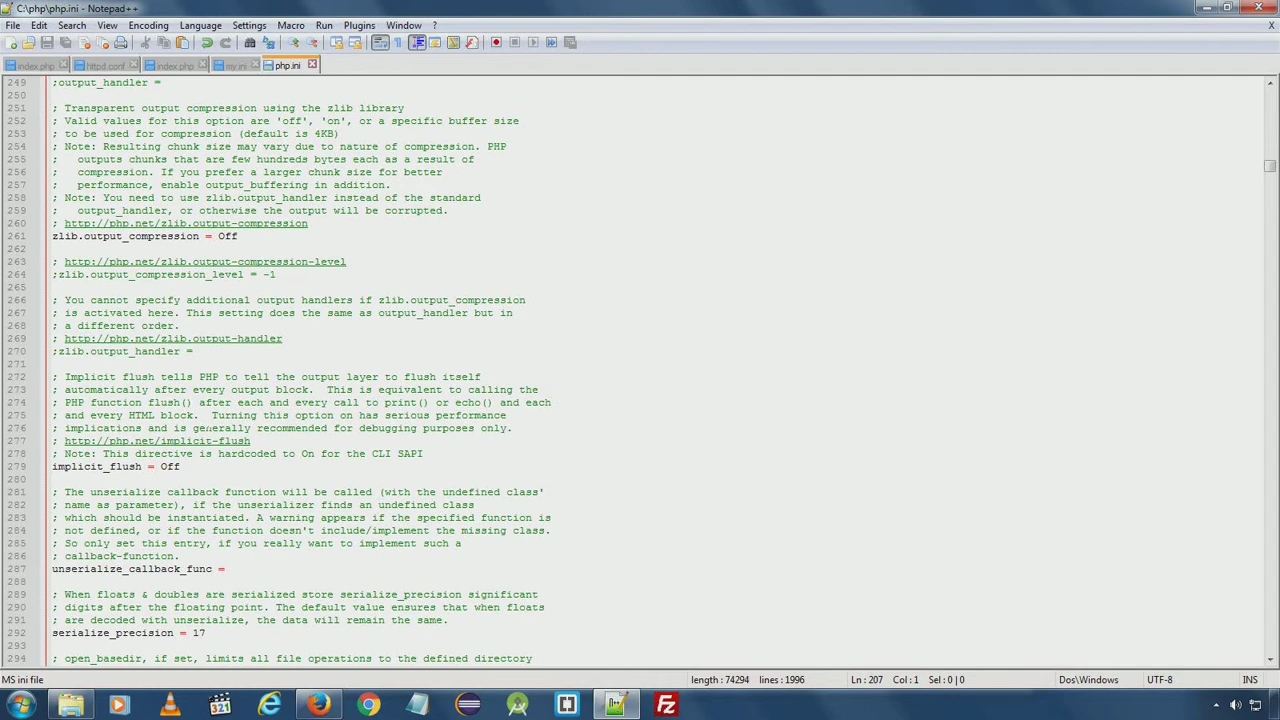 C:\php\php.ini - Notepad++
File Edit Search View Encoding Language Settings Macro Run Plugins Window ? X
index.php httpd.conf index.php my.ini php.ini
249 ;output_handler =
250
251 ; Transparent output compression using the zlib library
252 ; Valid values for this option are 'off', 'on', or a specific buffer size
253 ; to be used for compression (default is 4KB)
254 ; Note: Resulting chunk size may vary due to nature of compression. PHP
255 ;   outputs chunks that are few hundreds bytes each as a result of
256 ;   compression. If you prefer a larger chunk size for better
257 ;   performance, enable output_buffering in addition.
258 ; Note: You need to use zlib.output_handler instead of the standard
259 ;   output_handler, or otherwise the output will be corrupted.
260 ; http://php.net/zlib.output-compression
261 zlib.output_compression = Off
262
263 ; http://php.net/zlib.output-compression-level
264 ;zlib.output_compression_level = -1
265
266 ; You cannot specify additional output handlers if zlib.output_compression
267 ; is activated here. This setting does the same as output_handler but in
268 ; a different order.
269 ; http://php.net/zlib.output-handler
270 ;zlib.output_handler =
271
272 ; Implicit flush tells PHP to tell the output layer to flush itself
273 ; automatically after every output block.  This is equivalent to calling the
274 ; PHP function flush() after each and every call to print() or echo() and each
275 ; and every HTML block.  Turning this option on has serious performance
276 ; implications and is generally recommended for debugging purposes only.
277 ; http://php.net/implicit-flush
278 ; Note: This directive is hardcoded to On for the CLI SAPI
279 implicit_flush = Off
280
281 ; The unserialize callback function will be called (with the undefined class'
282 ; name as parameter), if the unserializer finds an undefined class
283 ; which should be instantiated. A warning appears if the specified function is
284 ; not defined, or if the function doesn't include/implement the missing class.
285 ; So only set this entry, if you really want to implement such a
286 ; callback-function.
287 unserialize_callback_func =
288
289 ; When floats & doubles are serialized store serialize_precision significant
290 ; digits after the floating point. The default value ensures that when floats
291 ; are decoded with unserialize, the data will remain the same.
292 serialize_precision = 17
293
294 ; open_basedir, if set, limits all file operations to the defined directory
MS ini file length : 74294 lines : 1996 Ln : 207 Col : 1 Sel : 0 | 0 Dos\Windows UTF-8 INS
321
Fz